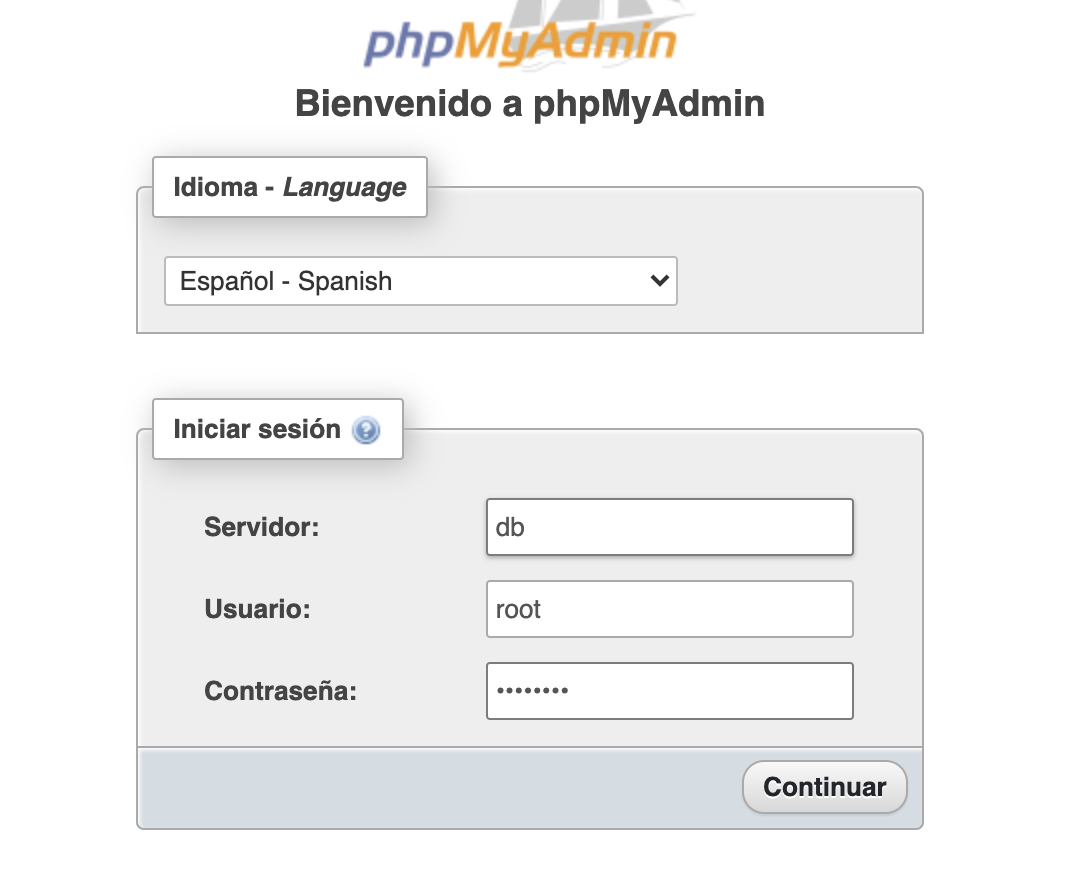 phpMyAdmin
Bienvenido a phpMyAdmin
Idioma - Language
Español - Spanish
Iniciar sesión
Servidor:
db
Usuario:
root
Contraseña:
••••••••
Continuar